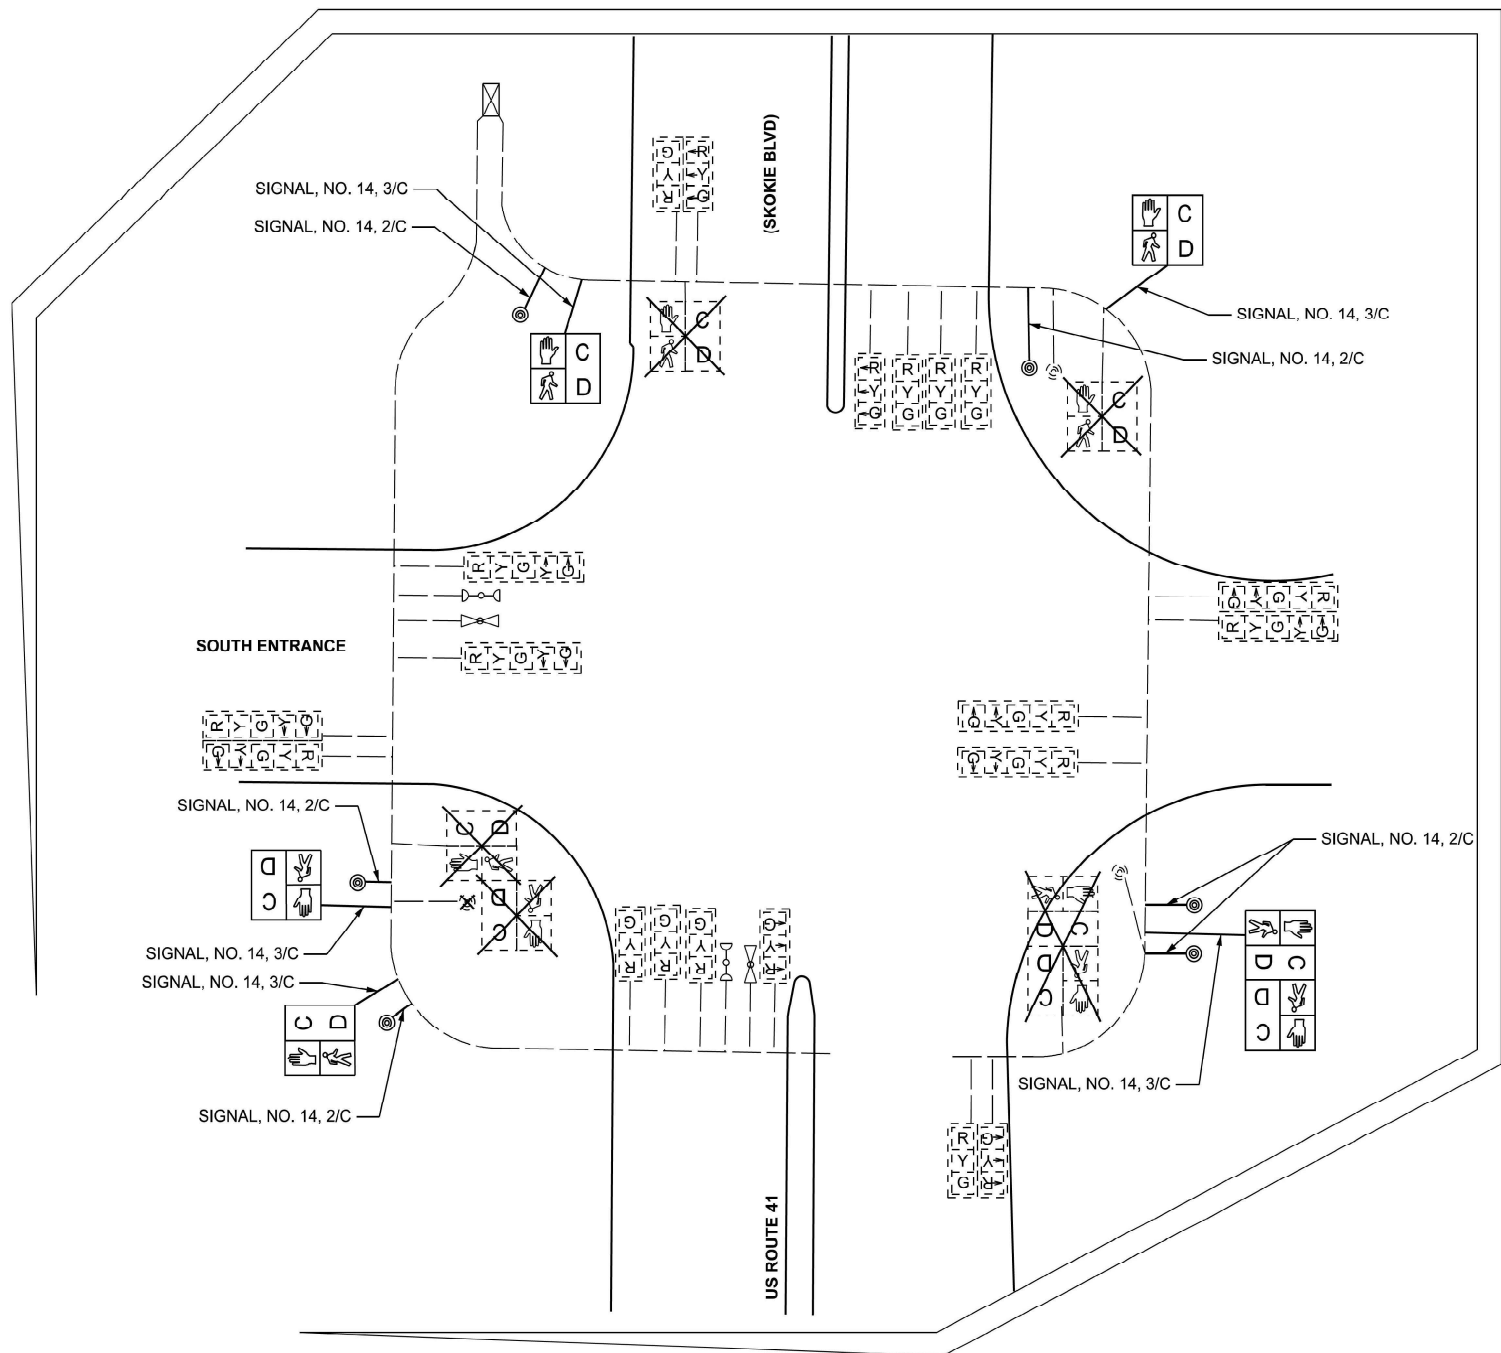 (SKOKIE BLVD)
G R
Y Y
R G
SIGNAL, NO. 14, 3/C
SIGNAL, NO. 14, 2/C
C
D
SIGNAL, NO. 14, 3/C
SIGNAL, NO. 14, 2/C
C
D
C
D
R R R R
Y Y Y Y
G G G G
C
D
R Y G Y G
SOUTH ENTRANCE
R Y G Y G
G Y G Y R
R Y G Y G
R Y G Y G
G Y G Y R
G Y G Y R
G Y G Y R
SIGNAL, NO. 14, 2/C
C D
D
C
D
C
SIGNAL, NO. 14, 3/C
SIGNAL, NO. 14, 3/C
C D
SIGNAL, NO. 14, 2/C
G G G G
Y Y Y Y
R R R R
SIGNAL, NO. 14, 2/C
D C
D
C
D C
D
C
SIGNAL, NO. 14, 3/C
R G
Y Y
G R
US ROUTE 41